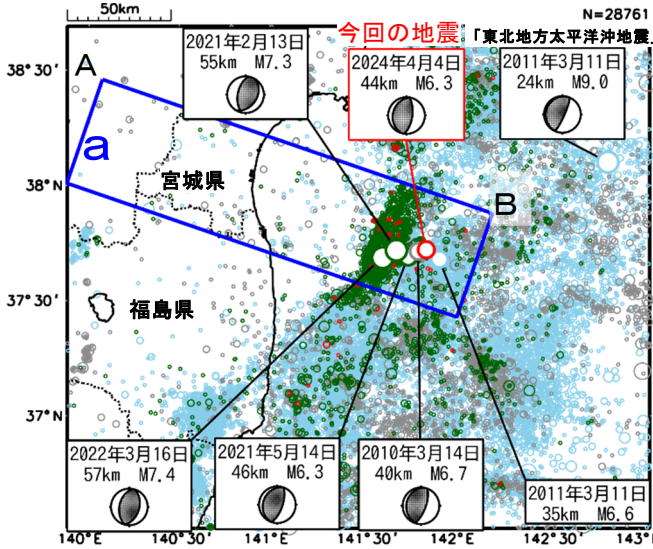 50km
N=28761
今回の地震
「東北地方太平洋沖地震」
2021年2月13日
55km M7.3
2024年4月4日
44km M6.3
2011年3月11日
24km M9.0
38°30'
A
a
宮城県
38°N
B
37°30'
福島県
37°N
2022年3月16日
57km M7.4
2021年5月14日
46km M6.3
2010年3月14日
40km M6.7
2011年3月11日
35km M6.6
140°E
140°30'
141°E
141°30'
142°E
142°30'
143°E